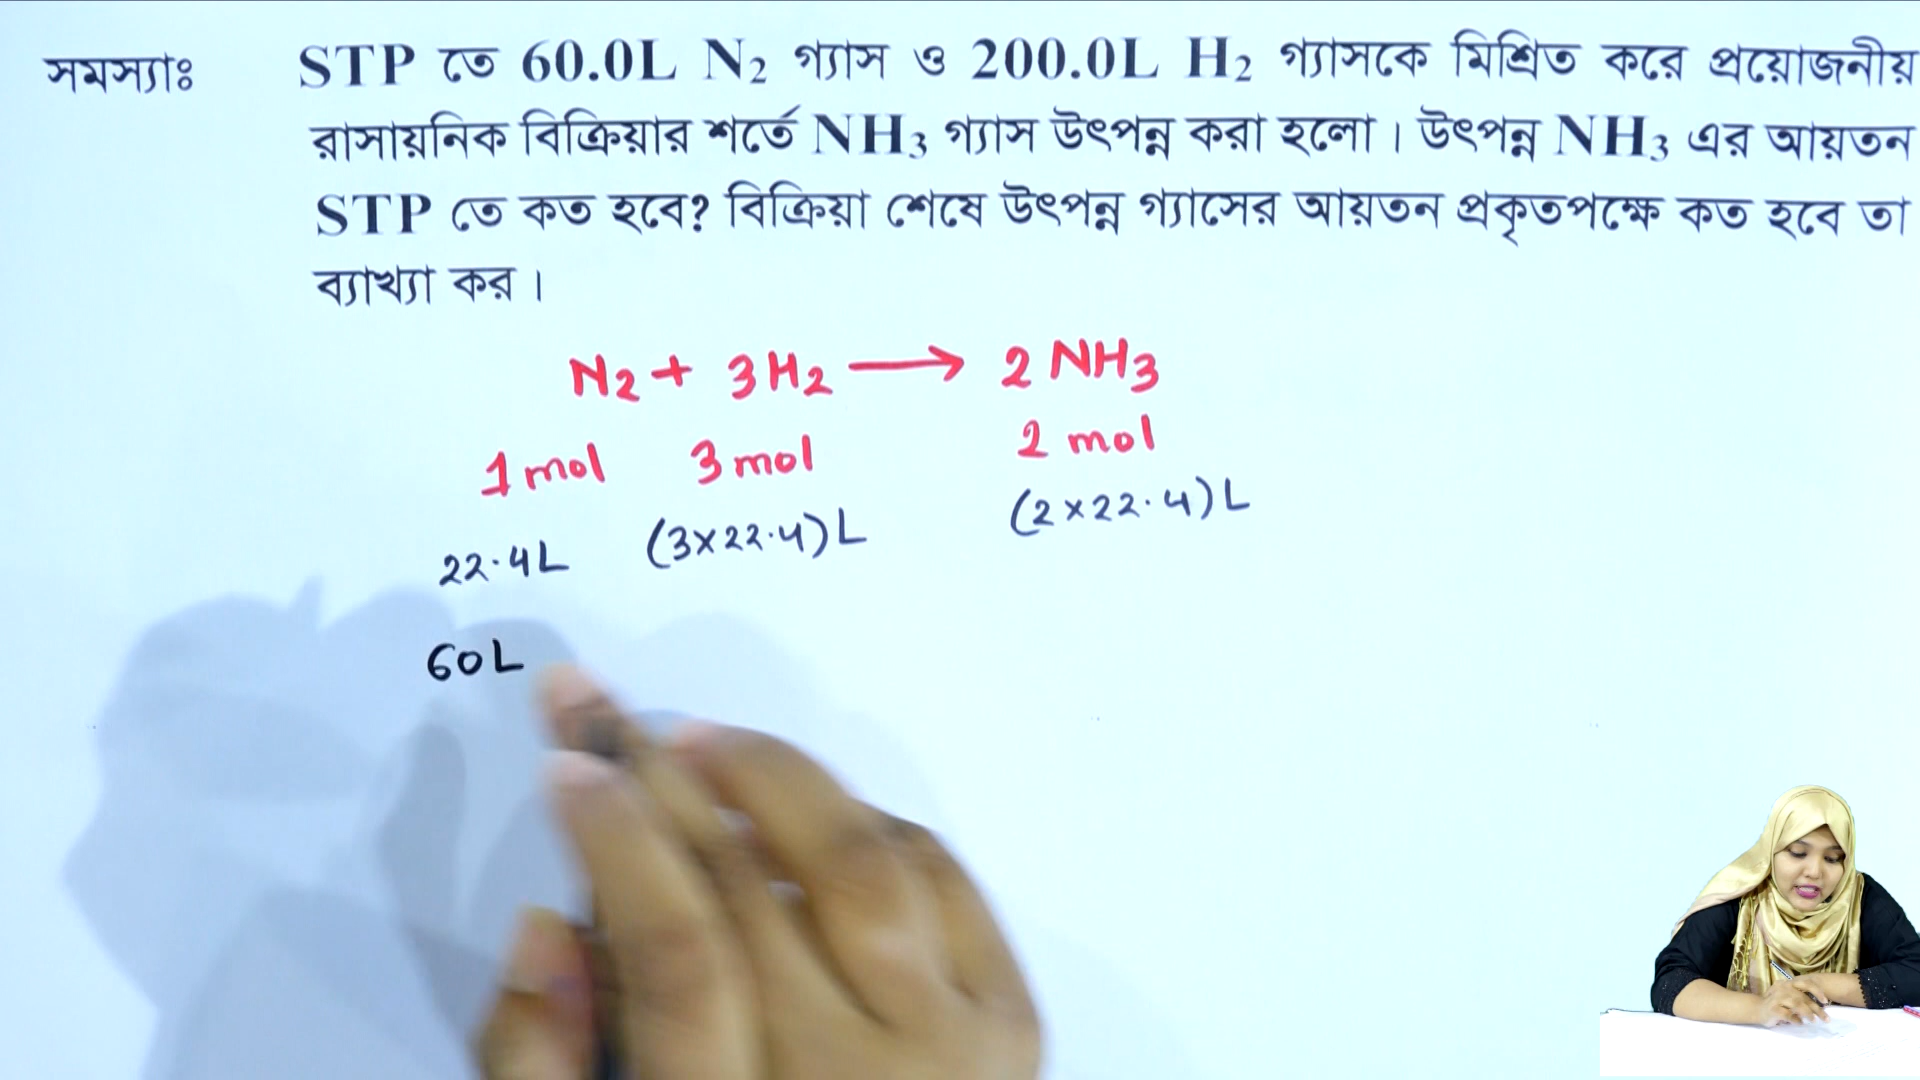 সমস্যাঃ STP তে 60.0L N₂ গ্যাস ও 200.0L H₂ গ্যাসকে মিশ্রিত করে প্রয়োজনীয়
রাসায়নিক বিক্রিয়ার শর্তে NH₃ গ্যাস উৎপন্ন করা হলো। উৎপন্ন NH₃ এর আয়তন
STP তে কত হবে? বিক্রিয়া শেষে উৎপন্ন গ্যাসের আয়তন প্রকৃতপক্ষে কত হবে তা
ব্যাখ্যা কর।
N₂ + 3H₂ ⟶ 2 NH₃
1 mol 3 mol 2 mol
22.4L (3×22.4)L (2×22.4)L
60L